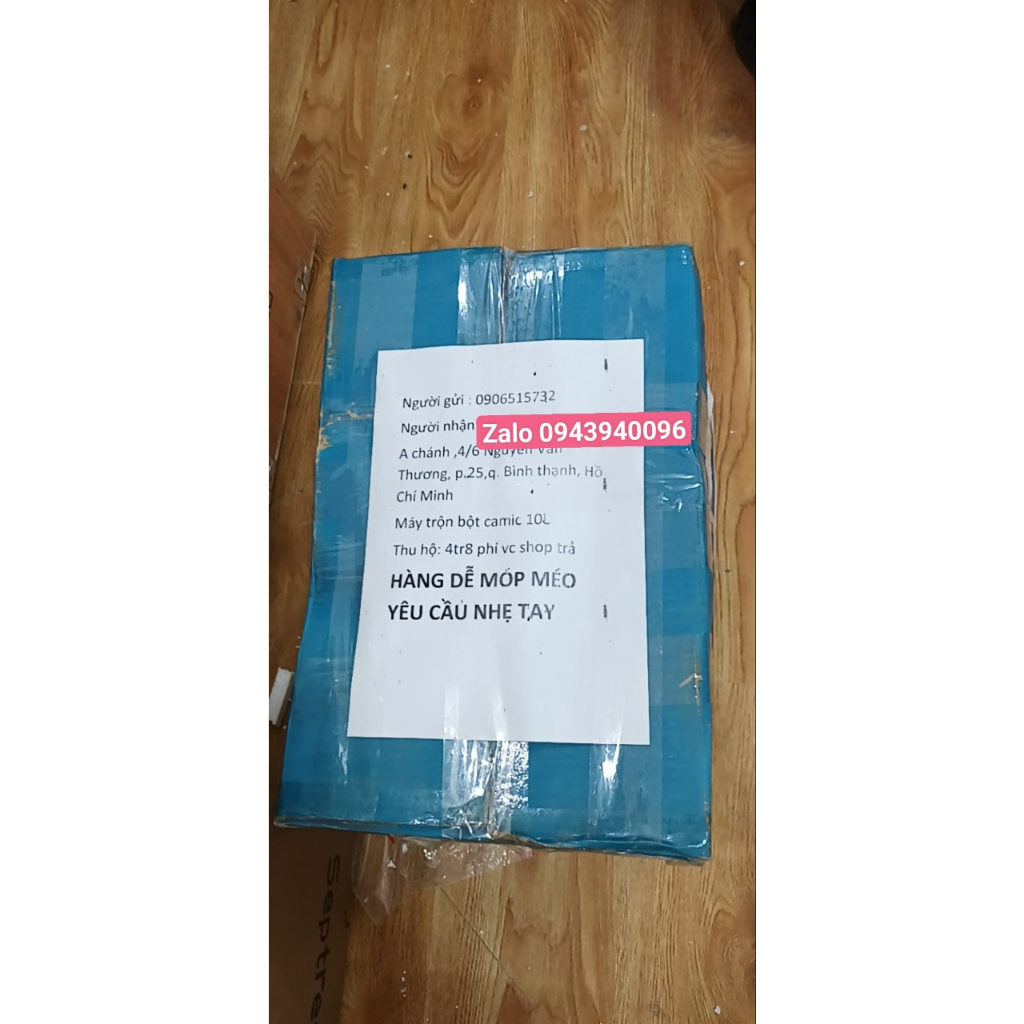 Người gửi : 0906515732
Người nhận
Zalo 0943940096
A chánh ,4/6 Nguyễn Văn
Thương, p.25,q. Bình thạnh, Hồ
Chí Minh
Máy trộn bột camic 10L
Thu hộ: 4tr8 phí vc shop trả
HÀNG DỄ MÓP MÉO
YÊU CẦU NHẸ TAY
Septre